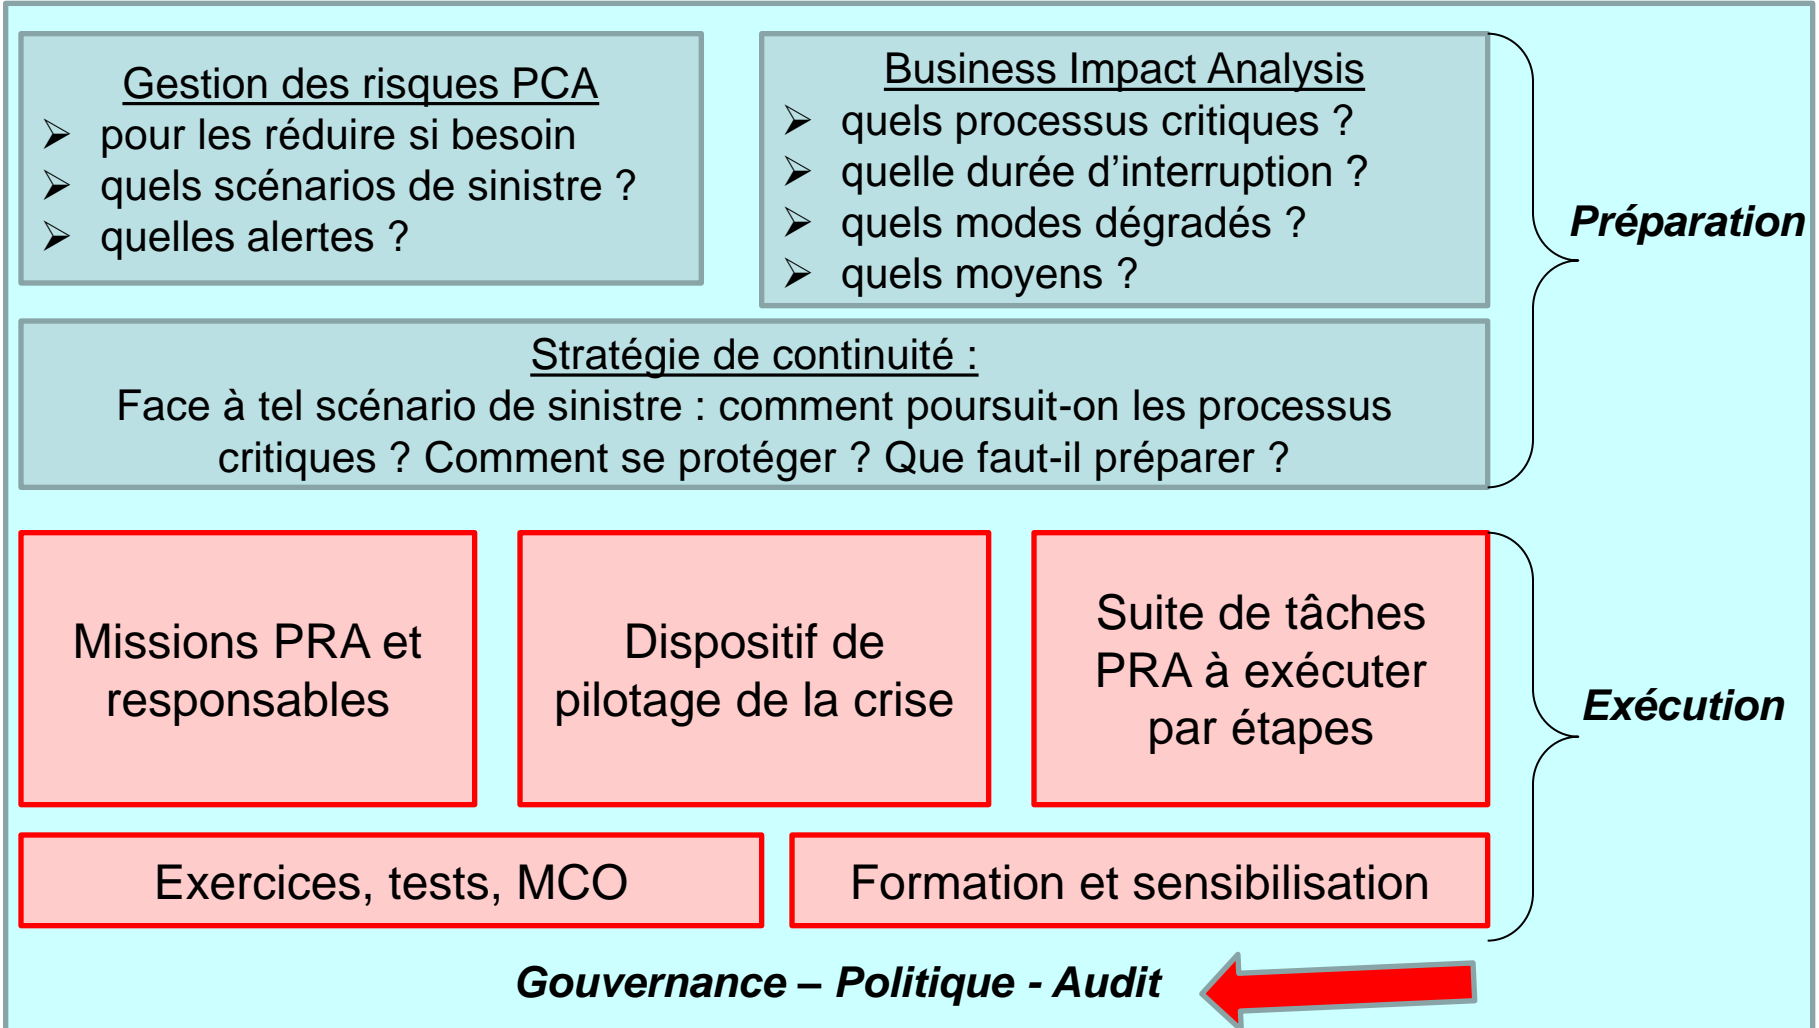 Gestion des risques PCA
➢ pour les réduire si besoin
➢ quels scénarios de sinistre ?
➢ quelles alertes ?
Business Impact Analysis
➢ quels processus critiques ?
➢ quelle durée d’interruption ?
➢ quels modes dégradés ?
➢ quels moyens ?
Préparation
Stratégie de continuité :
Face à tel scénario de sinistre : comment poursuit-on les processus
critiques ? Comment se protéger ? Que faut-il préparer ?
Missions PRA et
responsables
Dispositif de
pilotage de la crise
Suite de tâches
PRA à exécuter
par étapes
Exécution
Exercices, tests, MCO
Formation et sensibilisation
Gouvernance – Politique - Audit